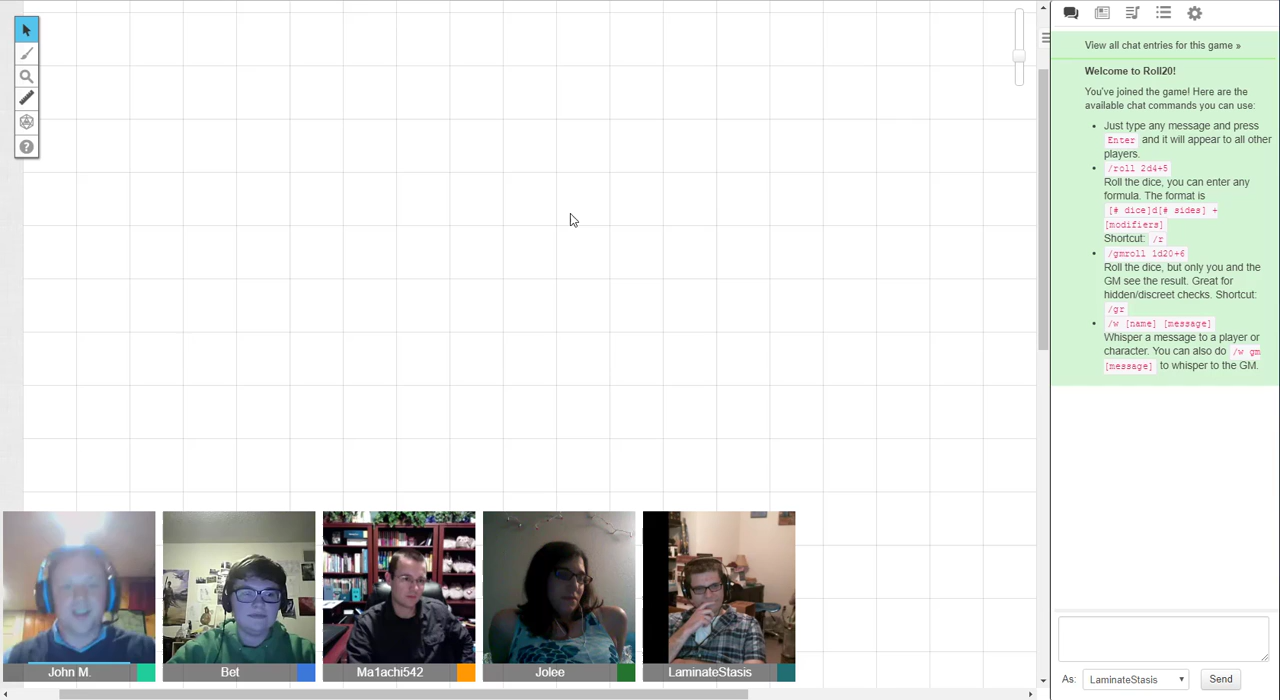 View all chat entries for this game »
Welcome to Roll20!
You've joined the game! Here are the
available chat commands you can use:
Just type any message and press
Enter and it will appear to all other
players.
/roll 2d4+5
Roll the dice, you can enter any
formula. The format is
[# dice]d[# sides] +
[modifiers]
Shortcut: /r
/gmroll 1d20+6
Roll the dice, but only you and the
GM see the result. Great for
hidden/discreet checks. Shortcut:
/gr
/w [name] [message]
Whisper a message to a player or
character. You can also do /w gm
[message] to whisper to the GM.
John M.
Bet
Ma1achi542
Jolee
LaminateStasis
As: LaminateStasis
Send